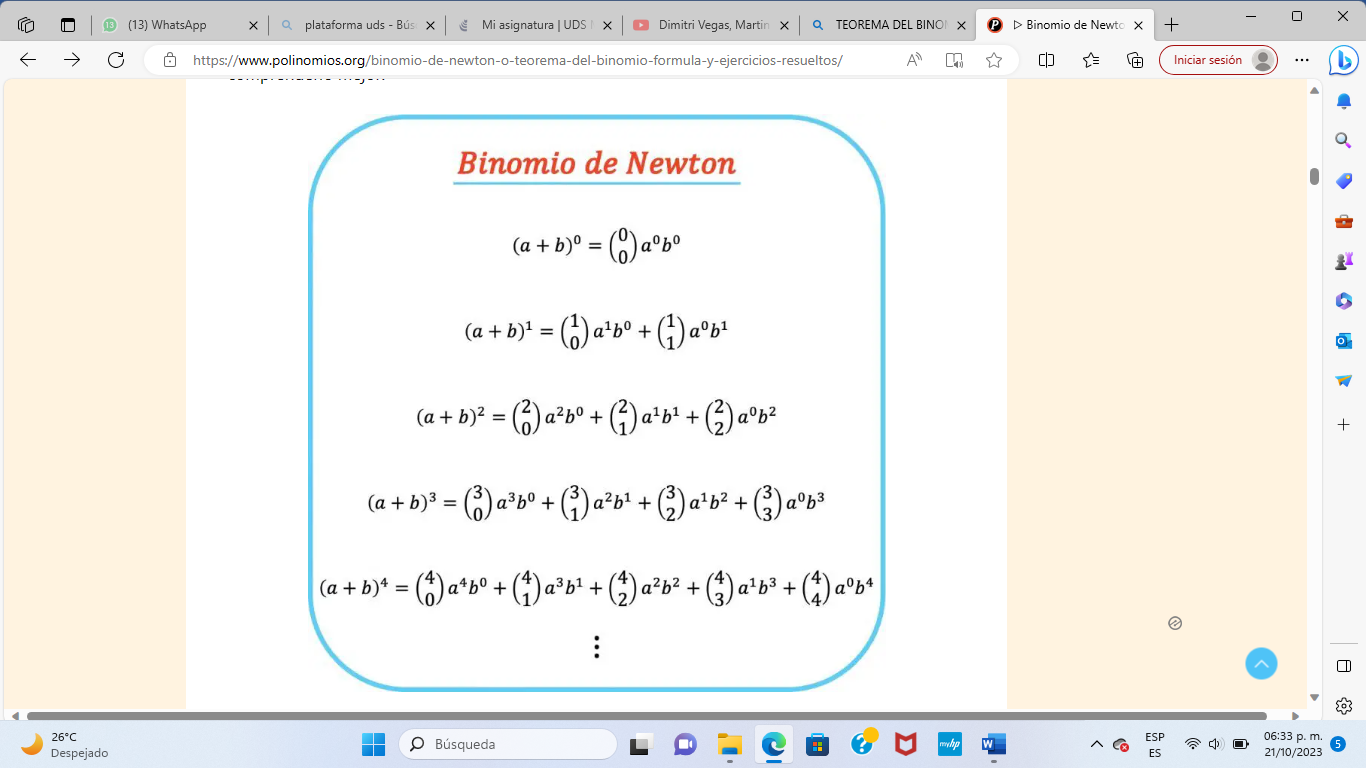 (13) WhatsApp
plataforma uds - Bús
Mi asignatura | UDS
Dimitri Vegas, Martin
TEOREMA DEL BINOM
▷ Binomio de Newto
https://www.polinomios.org/binomio-de-newton-o-teorema-del-binomio-formula-y-ejercicios-resueltos/
Iniciar sesión
Binomio de Newton
(a + b)⁰ = (0 0) a⁰b⁰
(a + b)¹ = (1 0) a¹b⁰ + (1 1) a⁰b¹
(a + b)² = (2 0) a²b⁰ + (2 1) a¹b¹ + (2 2) a⁰b²
(a + b)³ = (3 0) a³b⁰ + (3 1) a²b¹ + (3 2) a¹b² + (3 3) a⁰b³
(a + b)⁴ = (4 0) a⁴b⁰ + (4 1) a³b¹ + (4 2) a²b² + (4 3) a¹b³ + (4 4) a⁰b⁴
⋮
26°C
Despejado
Búsqueda
myhp
ESP
ES
06:33 p. m.
21/10/2023
5